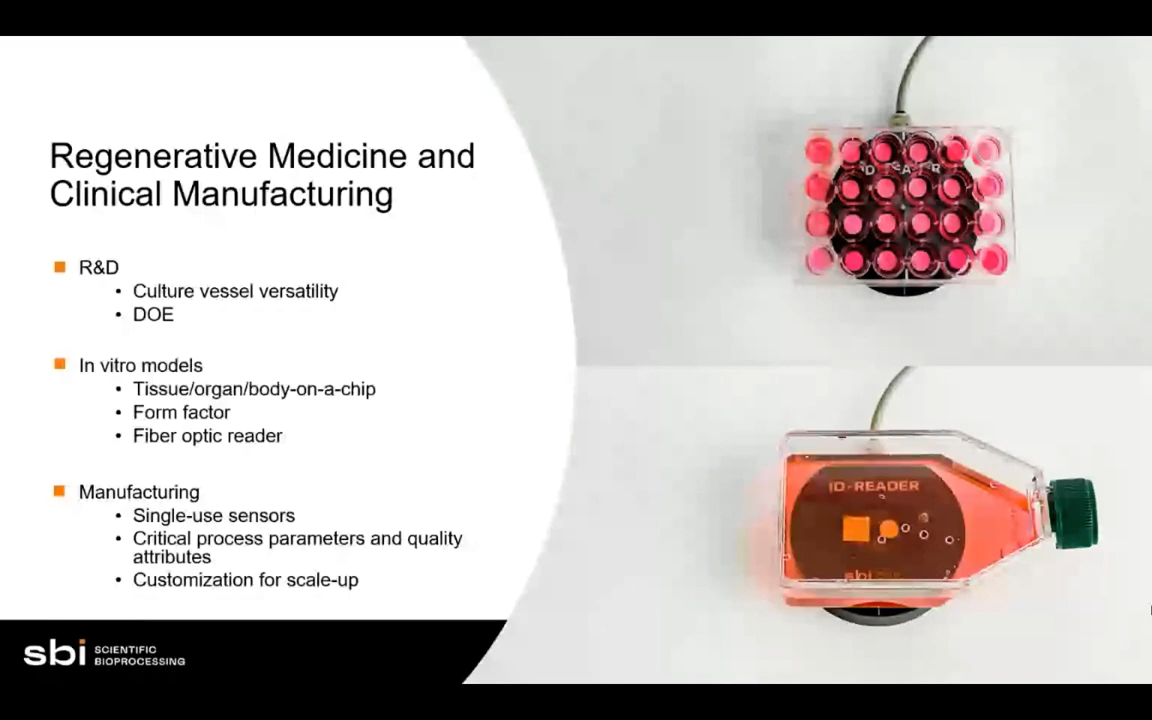 Regenerative Medicine and
Clinical Manufacturing
R&D
Culture vessel versatility
DOE
In vitro models
Tissue/organ/body-on-a-chip
Form factor
Fiber optic reader
Manufacturing
Single-use sensors
Critical process parameters and quality
attributes
Customization for scale-up
ID-READER
sbi
sbi SCIENTIFIC
BIOPROCESSING